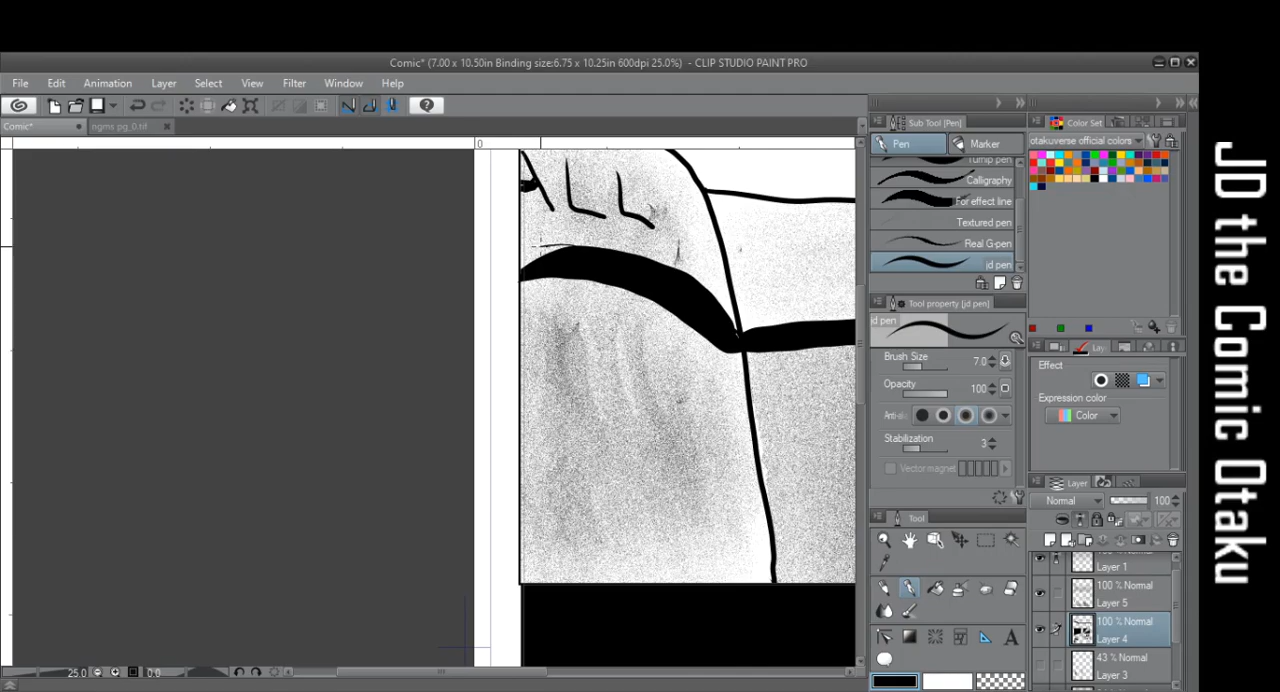 Comic* (7.00 x 10.50in Binding size:6.75 x 10.25in 600dpi 25.0%) - CLIP STUDIO PAINT PRO
File Edit Animation Layer Select View Filter Window Help
Comic* ngms pg_0.tif
0
Sub Tool [Pen]
Pen Marker
Turnip pen
Calligraphy
For effect line
Textured pen
Real G-pen
jd pen
Tool property [jd pen]
jd pen
Brush Size 7.0
Opacity 100
Anti-
Stabilization 3
Vector magnet
Tool
A
Color Set
otakuverse official colors
Effect
Expression color
Color
Layer
Normal 100
Layer 1
100 % Normal
Layer 5
100 % Normal
Layer 4
43 % Normal
Layer 3
25.0 0.0
JD the Comic Otaku